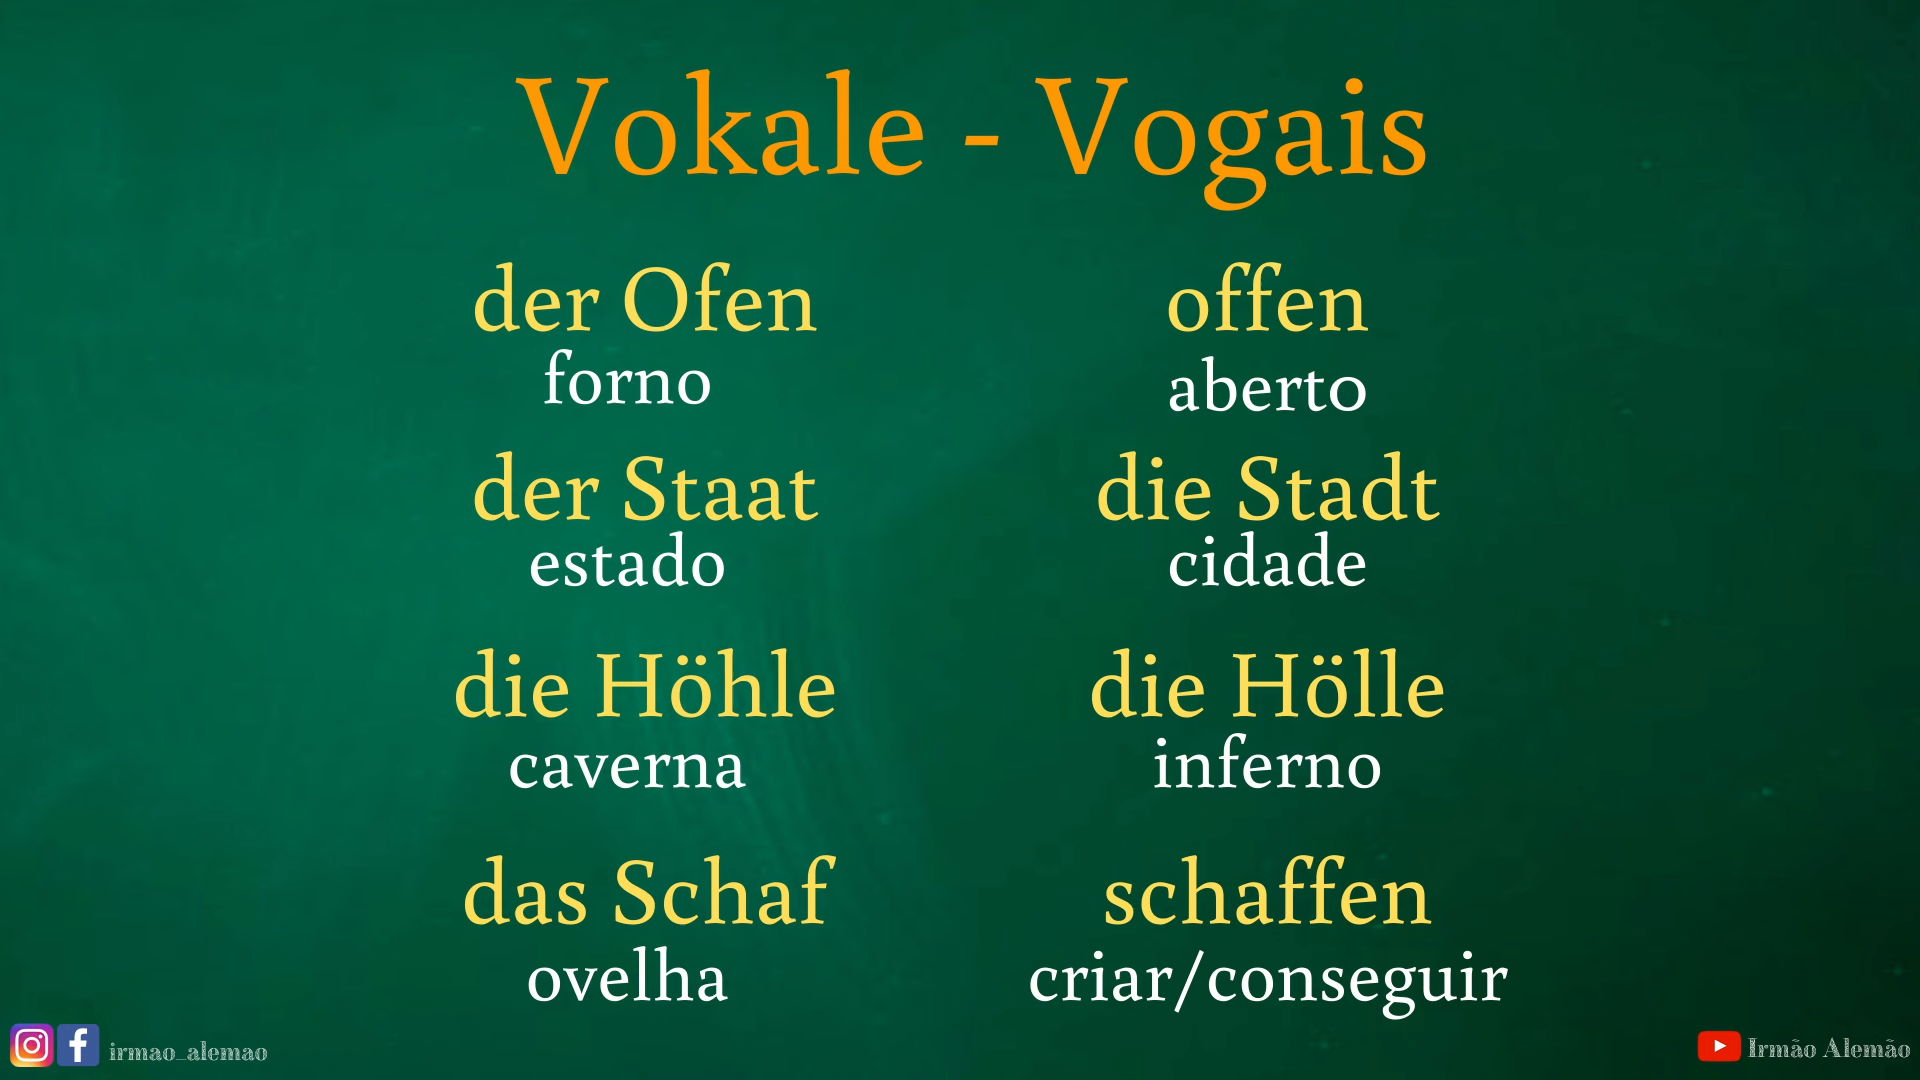 Vokale - Vogais
der Ofen
forno
offen
aberto
der Staat
estado
die Stadt
cidade
die Höhle
caverna
die Hölle
inferno
das Schaf
ovelha
schaffen
criar/conseguir
irmao_alemao
Irmão Alemão